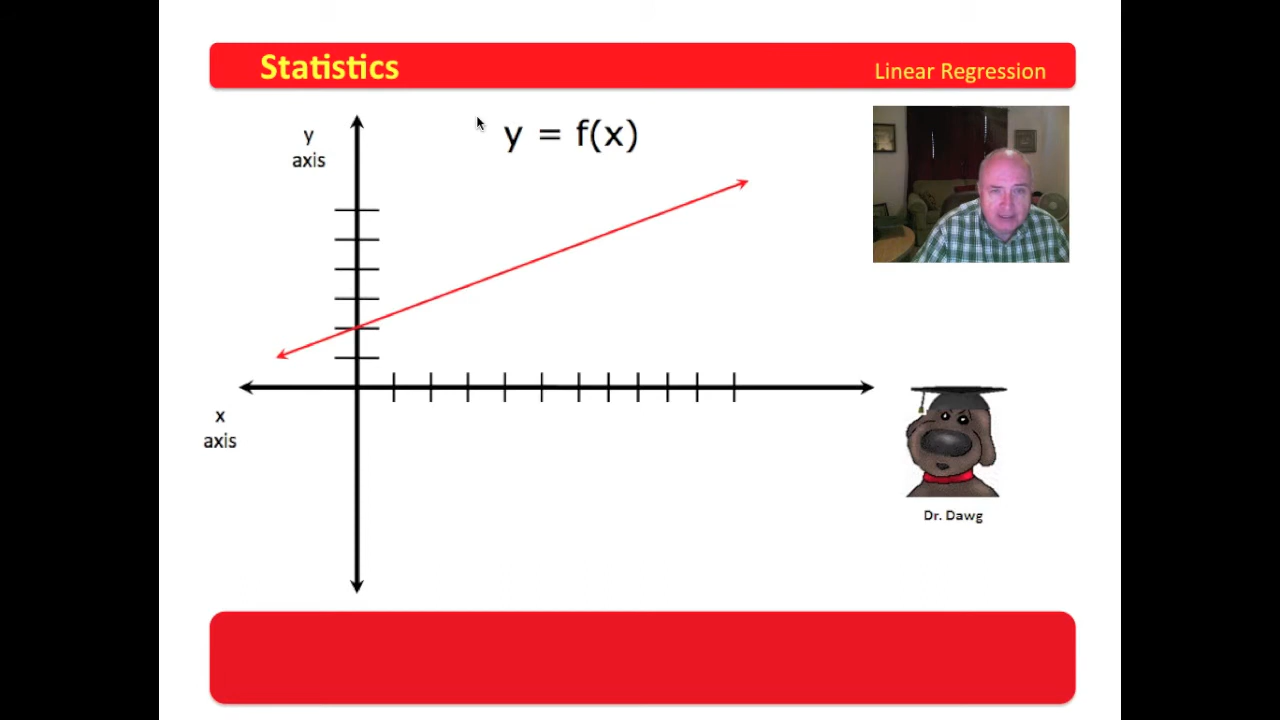 Statistics
Linear Regression
y
axis
y = f(x)
x
axis
Dr. Dawg